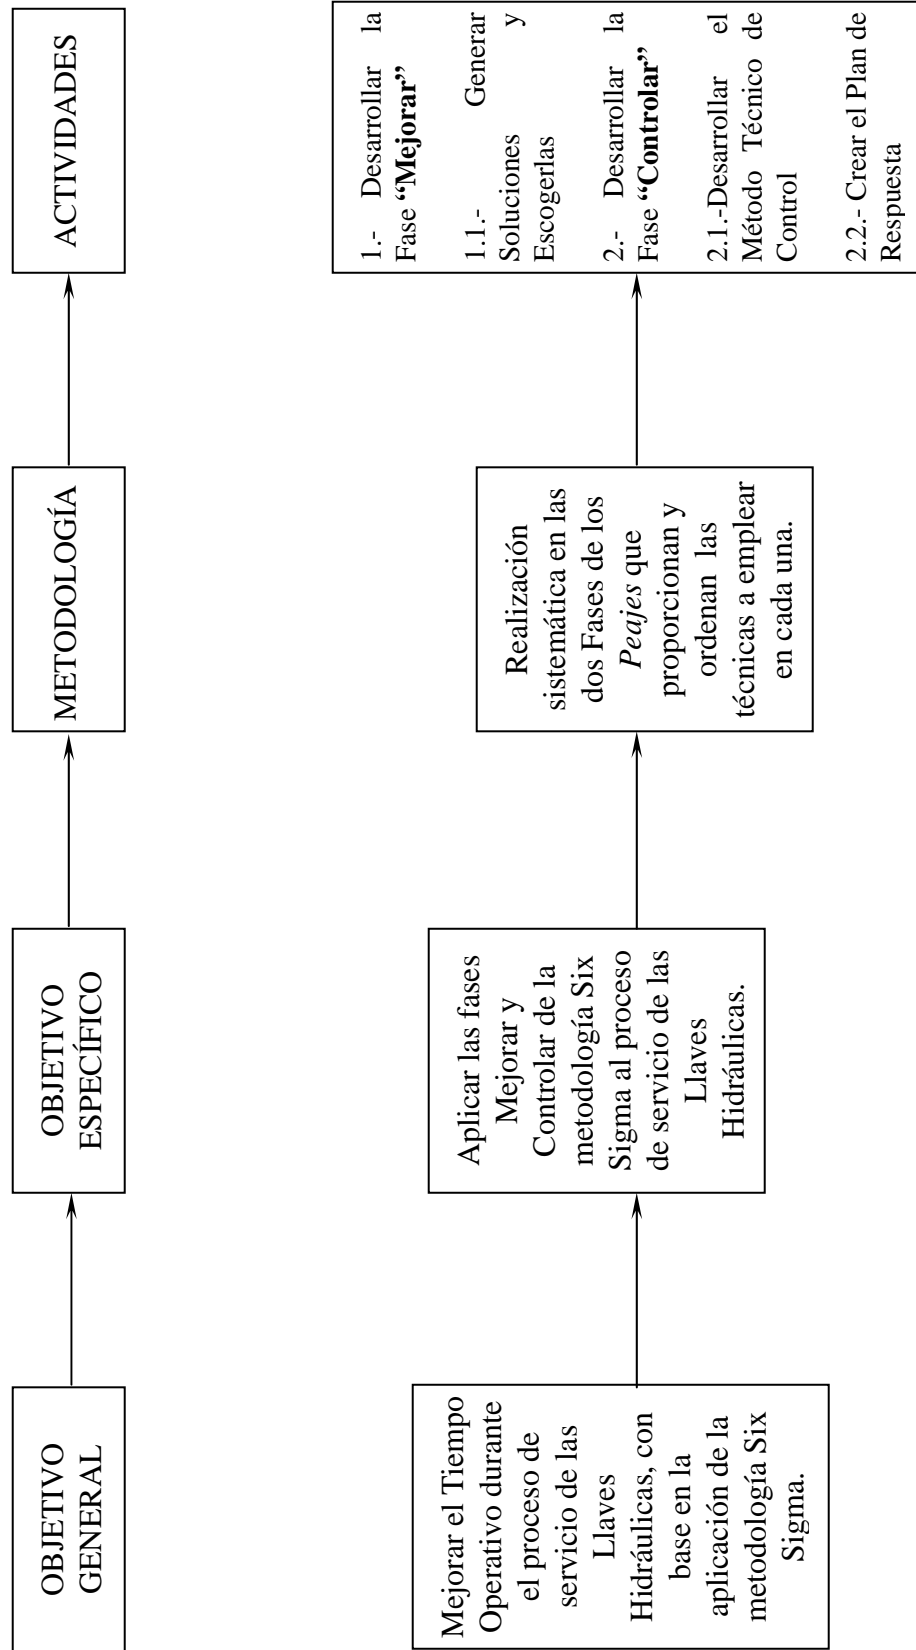 OBJETIVO
GENERAL
OBJETIVO
ESPECÍFICO
METODOLOGÍA
ACTIVIDADES
Mejorar el Tiempo
Operativo durante
el proceso de
servicio de las
Llaves
Hidráulicas, con
base en la
aplicación de la
metodología Six
Sigma.
Aplicar las fases
Mejorar y
Controlar de la
metodología Six
Sigma al proceso
de servicio de las
Llaves
Hidráulicas.
Realización
sistemática en las
dos Fases de los
Peajes que
proporcionan y
ordenan las
técnicas a emplear
en cada una.
1.- Desarrollar la
Fase “Mejorar”
1.1.- Generar
Soluciones y
Escogerlas
2.- Desarrollar la
Fase “Controlar”
2.1.-Desarrollar el
Método Técnico de
Control
2.2.- Crear el Plan de
Respuesta